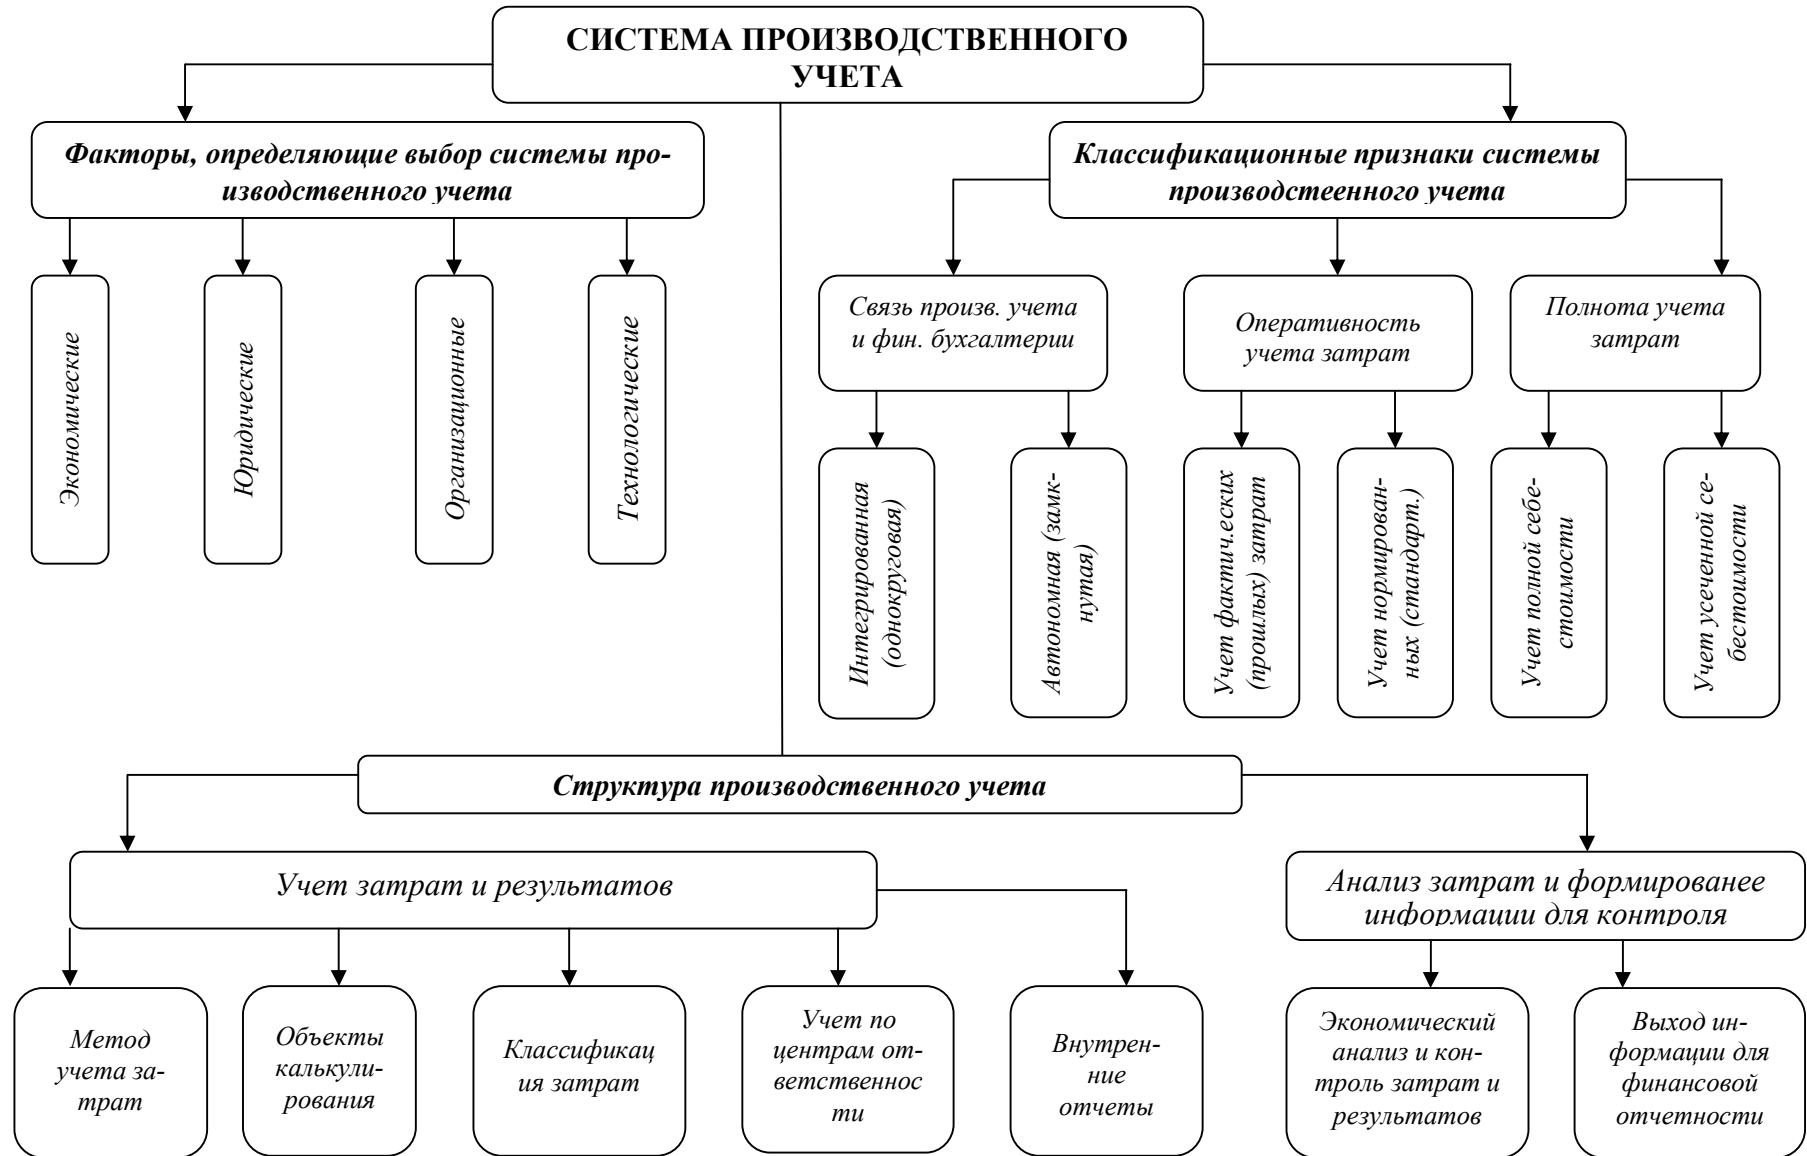 СИСТЕМА ПРОИЗВОДСТВЕННОГО
УЧЕТА
Факторы, определяющие выбор системы про-
изводственного учета
Классификационные признаки системы
производстеенного учета
Экономические
Юридические
Организационные
Технологические
Связь произв. учета
и фин. бухгалтерии
Оперативность
учета затрат
Полнота учета
затрат
Интегрированная
(однокруговая)
Автономная (замк-
нутая)
Учет фактич.еских
(прошлых) затрат
Учет нормирован-
ных (стандарт.)
Учет полной себе-
стоимости
Учет усеченной се-
бестоимости
Структура производственного учета
Учет затрат и результатов
Анализ затрат и формированее
информации для контроля
Метод
учета за-
трат
Объекты
калькули-
рования
Классификац
ия затрат
Учет по
центрам от-
ветственнос
ти
Внутрен-
ние
отчеты
Экономический
анализ и кон-
троль затрат и
результатов
Выход ин-
формации для
финансовой
отчетности